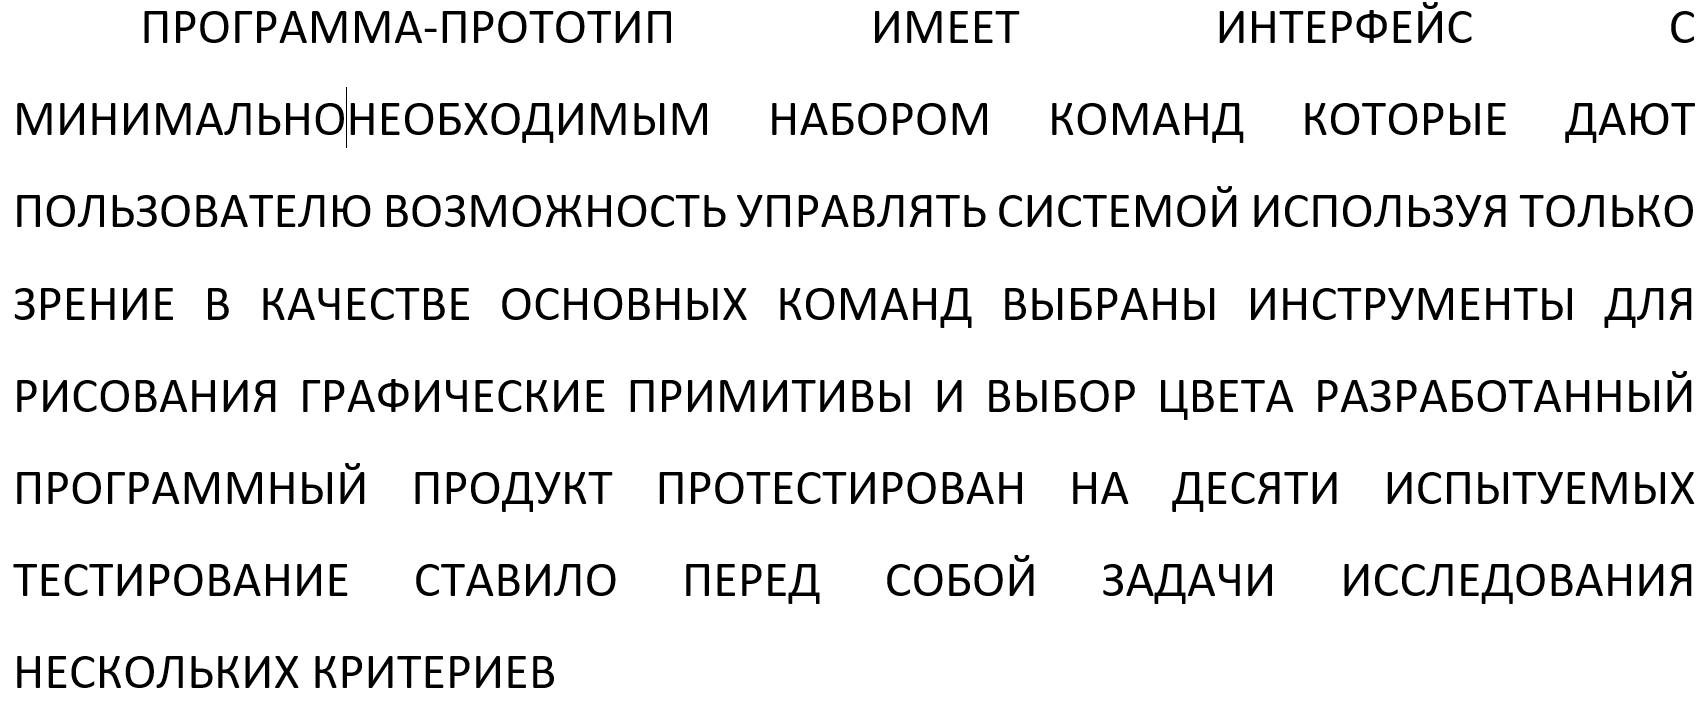 ПРОГРАММА-ПРОТОТИП ИМЕЕТ ИНТЕРФЕЙС С
МИНИМАЛЬНОНЕОБХОДИМЫМ НАБОРОМ КОМАНД КОТОРЫЕ ДАЮТ
ПОЛЬЗОВАТЕЛЮ ВОЗМОЖНОСТЬ УПРАВЛЯТЬ СИСТЕМОЙ ИСПОЛЬЗУЯ ТОЛЬКО
ЗРЕНИЕ В КАЧЕСТВЕ ОСНОВНЫХ КОМАНД ВЫБРАНЫ ИНСТРУМЕНТЫ ДЛЯ
РИСОВАНИЯ ГРАФИЧЕСКИЕ ПРИМИТИВЫ И ВЫБОР ЦВЕТА РАЗРАБОТАННЫЙ
ПРОГРАММНЫЙ ПРОДУКТ ПРОТЕСТИРОВАН НА ДЕСЯТИ ИСПЫТУЕМЫХ
ТЕСТИРОВАНИЕ СТАВИЛО ПЕРЕД СОБОЙ ЗАДАЧИ ИССЛЕДОВАНИЯ
НЕСКОЛЬКИХ КРИТЕРИЕВ